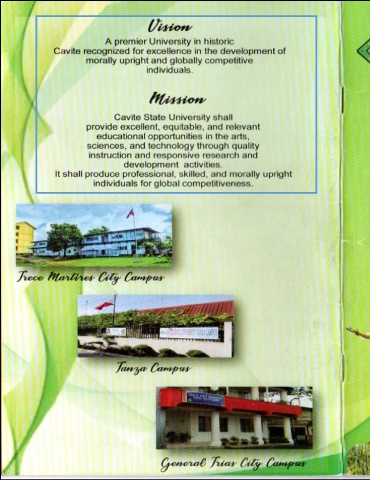 Vision
A premier University in historic
Cavite recognized for excellence in the development of
morally upright and globally competitive
individuals.
Mission
Cavite State University shall
provide excellent, equitable, and relevant
educational opportunities in the arts,
sciences, and technology through quality
instruction and responsive research and
development activities.
It shall produce professional, skilled, and morally upright
individuals for global competitiveness.
Trece Martires City Campus
Tanza Campus
General Trias City Campus